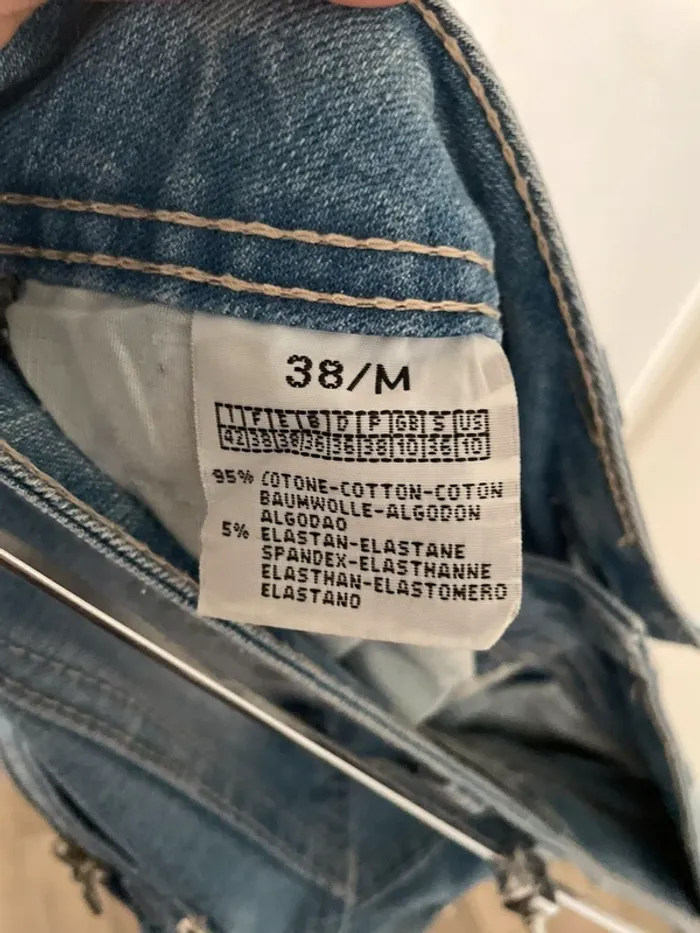 38/M
I F E B D P GB S US
42 38 38 36 36 38 10 36 10
95% COTONE-COTTON-COTON
BAUMWOLLE-ALGODON
ALGODAO
5% ELASTAN-ELASTANE
SPANDEX-ELASTHANNE
ELASTHAN-ELASTOMERO
ELASTANO